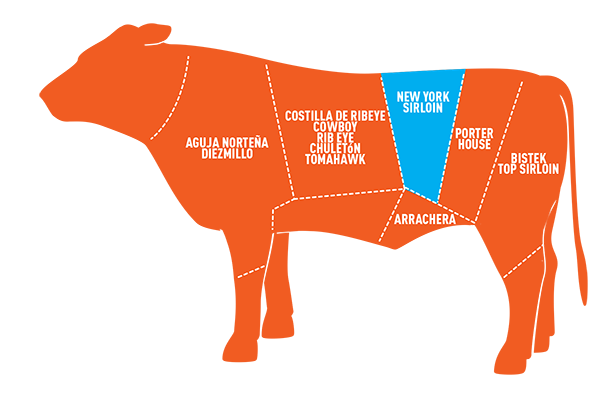 AGUJA NORTEÑA
DIEZMILLO
COSTILLA DE RIBEYE
COWBOY
RIB EYE
CHULETóN
TOMAHAWK
NEW YORK
SIRLOIN
PORTER
HOUSE
BISTEK
TOP SIRLOIN
ARRACHERA